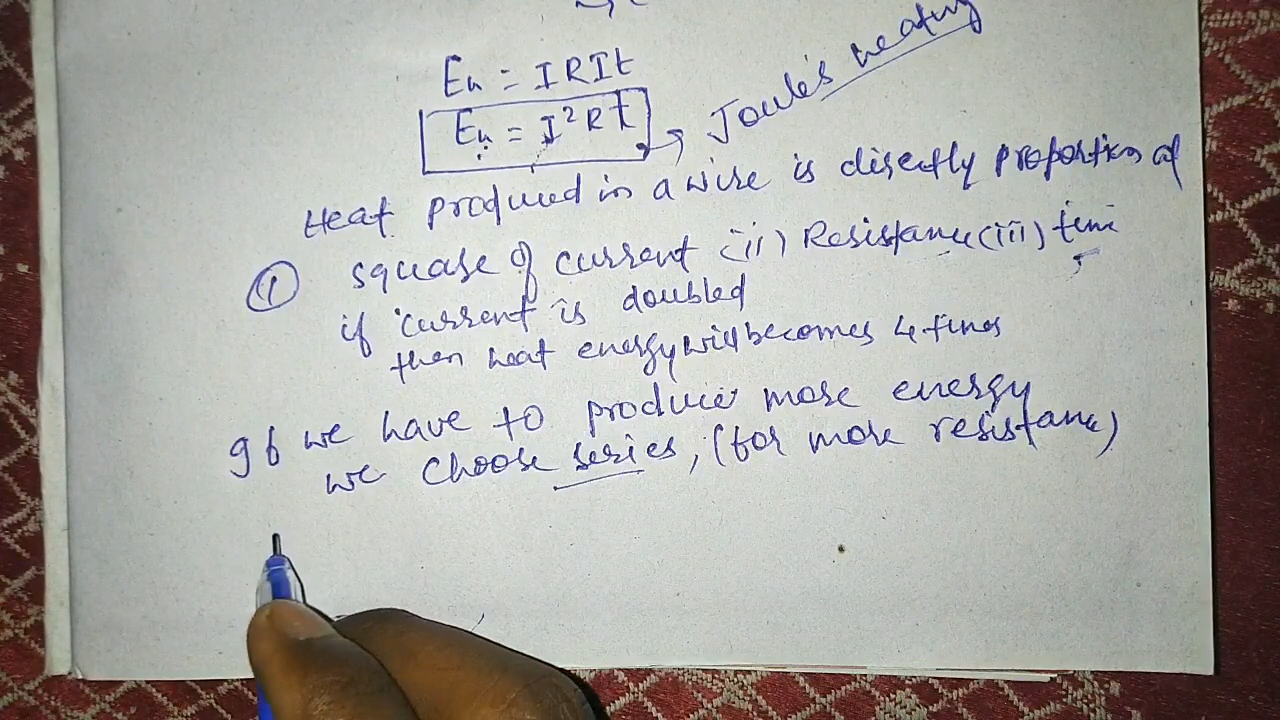 Eh = IRIt
Eh = I²Rt
Joule's heating
Heat produced in a wire is directly proportion of
① square of current (ii) Resistance (iii) time
if current is doubled
then heat energy will becomes 4 times
If we have to produce more energy
we choose series, (for more resistance)